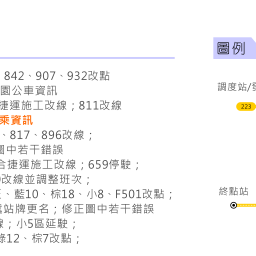 圖例
842、907、932改點
園公車資訊
捷運施工改線；811改線
乘資訊
、817、896改線；
圖中若干錯誤
合捷運施工改線；659停駛；
改線並調整班次；
、藍10、棕18、小8、F501改點；
站牌更名；修正圖中若干錯誤
線；小5區延駛；
綠12、棕7改點；
調度站/發
223
終點站